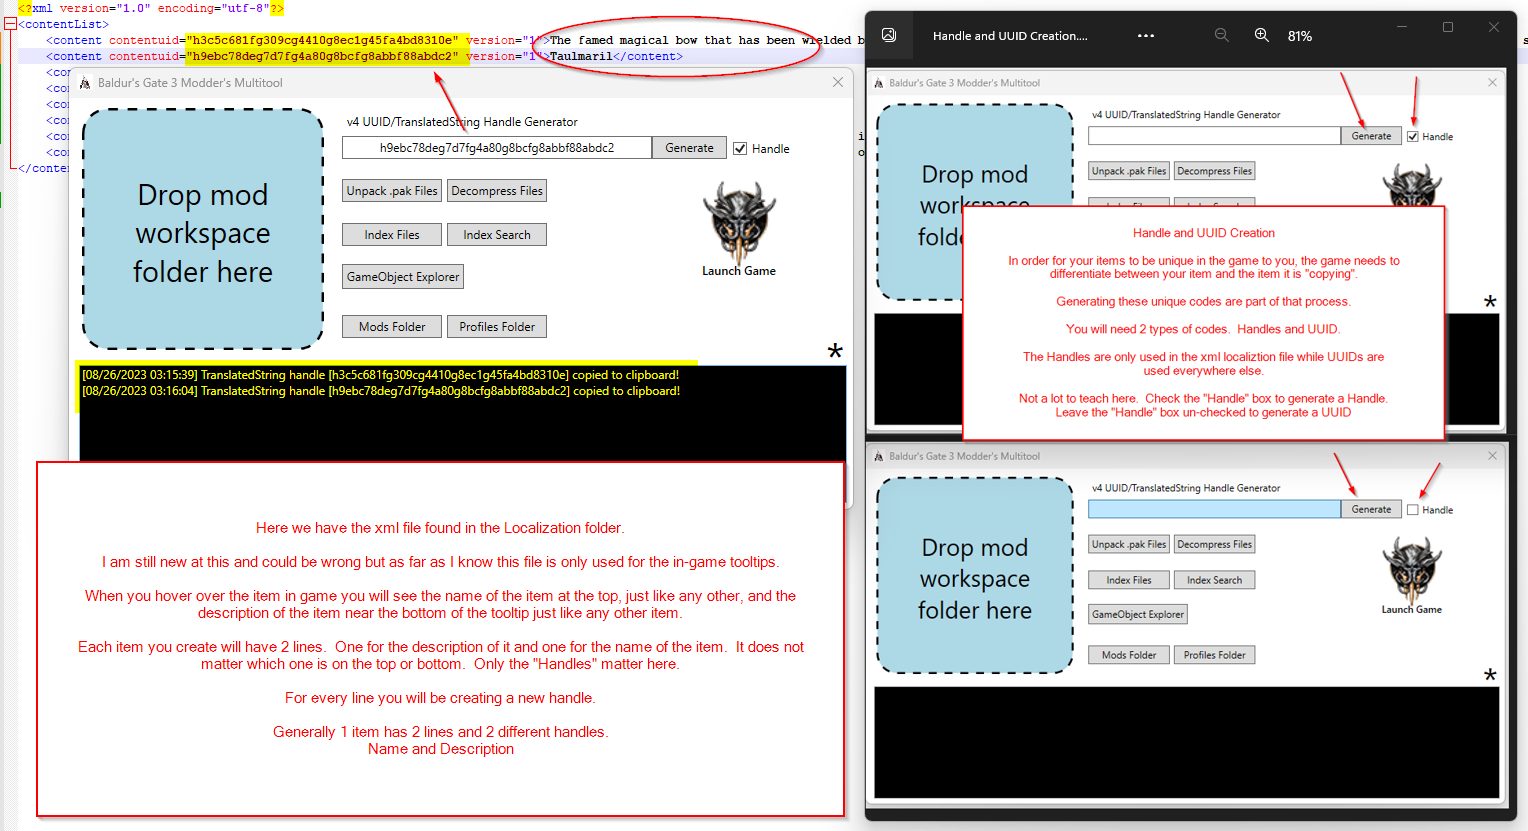 <?xml version="1.0" encoding="utf-8"?>
<contentList>
<content contentuid="h3c5c681fg309cg4410g8ec1g45fa4bd8310e" version="1">The famed magical bow that has been wielded b
<content contentuid="h9ebc78deg7d7fg4a80g8bcfg8abbf88abdc2" version="1">Taulmaril</content>
<con
<con
<con
<con
<con
<con
</conten
Baldur's Gate 3 Modder's Multitool
Drop mod
workspace
folder here
v4 UUID/TranslatedString Handle Generator
h9ebc78deg7d7fg4a80g8bcfg8abbf88abdc2
Generate
Handle
Unpack .pak Files
Decompress Files
Index Files
Index Search
GameObject Explorer
Launch Game
Mods Folder
Profiles Folder
*
[08/26/2023 03:15:39] TranslatedString handle [h3c5c681fg309cg4410g8ec1g45fa4bd8310e] copied to clipboard!
[08/26/2023 03:16:04] TranslatedString handle [h9ebc78deg7d7fg4a80g8bcfg8abbf88abdc2] copied to clipboard!
Here we have the xml file found in the Localization folder.
I am still new at this and could be wrong but as far as I know this file is only used for the in-game tooltips.
When you hover over the item in game you will see the name of the item at the top, just like any other, and the
description of the item near the bottom of the tooltip just like any other item.
Each item you create will have 2 lines. One for the description of it and one for the name of the item. It does not
matter which one is on the top or bottom. Only the "Handles" matter here.
For every line you will be creating a new handle.
Generally 1 item has 2 lines and 2 different handles.
Name and Description
Handle and UUID Creation....
81%
Baldur's Gate 3 Modder's Multitool
v4 UUID/TranslatedString Handle Generator
Generate
Handle
Drop mod
workspace
fold
Unpack .pak Files
Decompress Files
Index Files
Index Search
*
Handle and UUID Creation
In order for your items to be unique in the game to you, the game needs to
differentiate between your item and the item it is "copying".
Generating these unique codes are part of that process.
You will need 2 types of codes. Handles and UUID.
The Handles are only used in the xml localiztion file while UUIDs are
used everywhere else.
Not a lot to teach here. Check the "Handle" box to generate a Handle.
Leave the "Handle" box un-checked to generate a UUID
Baldur's Gate 3 Modder's Multitool
v4 UUID/TranslatedString Handle Generator
Generate
Handle
Drop mod
workspace
folder here
Unpack .pak Files
Decompress Files
Index Files
Index Search
GameObject Explorer
Launch Game
Mods Folder
Profiles Folder
*